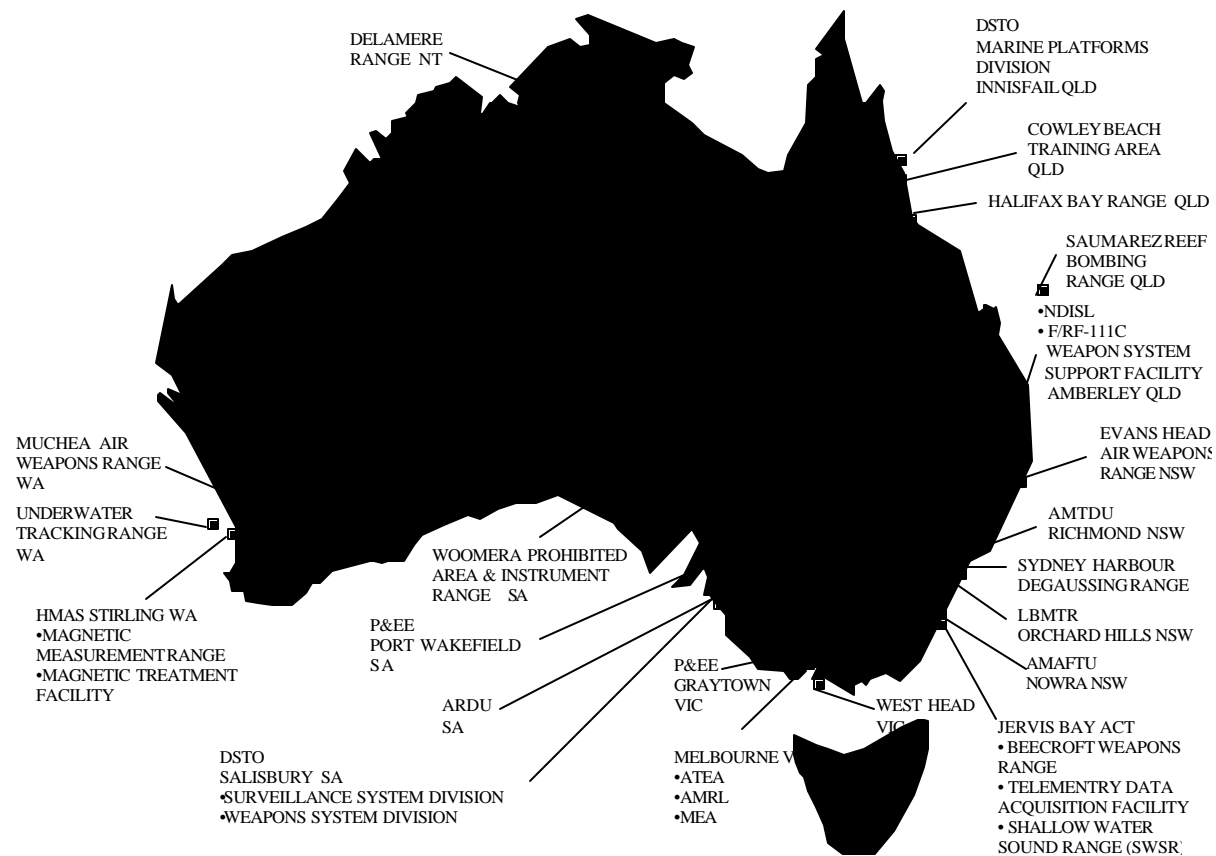 DELAMERE
RANGE NT
DSTO
MARINE PLATFORMS
DIVISION
INNISFAIL QLD
COWLEY BEACH
TRAINING AREA
QLD
HALIFAX BAY RANGE QLD
SAUMAREZ REEF
BOMBING
RANGE QLD
•NDISL
• F/RF-111C
WEAPON SYSTEM
SUPPORT FACILITY
AMBERLEY QLD
EVANS HEAD
AIR WEAPONS
RANGE NSW
AMTDU
RICHMOND NSW
SYDNEY HARBOUR
DEGAUSSING RANGE
LBMTR
ORCHARD HILLS NSW
AMAFTU
NOWRA NSW
JERVIS BAY ACT
• BEECROFT WEAPONS
RANGE
• TELEMENTRY DATA
ACQUISITION FACILITY
• SHALLOW WATER
SOUND RANGE (SWSR)
MUCHEA AIR
WEAPONS RANGE
WA
UNDERWATER
TRACKING RANGE
WA
HMAS STIRLING WA
•MAGNETIC
MEASUREMENT RANGE
•MAGNETIC TREATMENT
FACILITY
WOOMERA PROHIBITED
AREA & INSTRUMENT
RANGE SA
P&EE
PORT WAKEFIELD
SA
ARDU
SA
DSTO
SALISBURY SA
•SURVEILLANCE SYSTEM DIVISION
•WEAPONS SYSTEM DIVISION
P&EE
GRAYTOWN
VIC
WEST HEAD
VIC
MELBOURNE V
•ATEA
•AMRL
•MEA